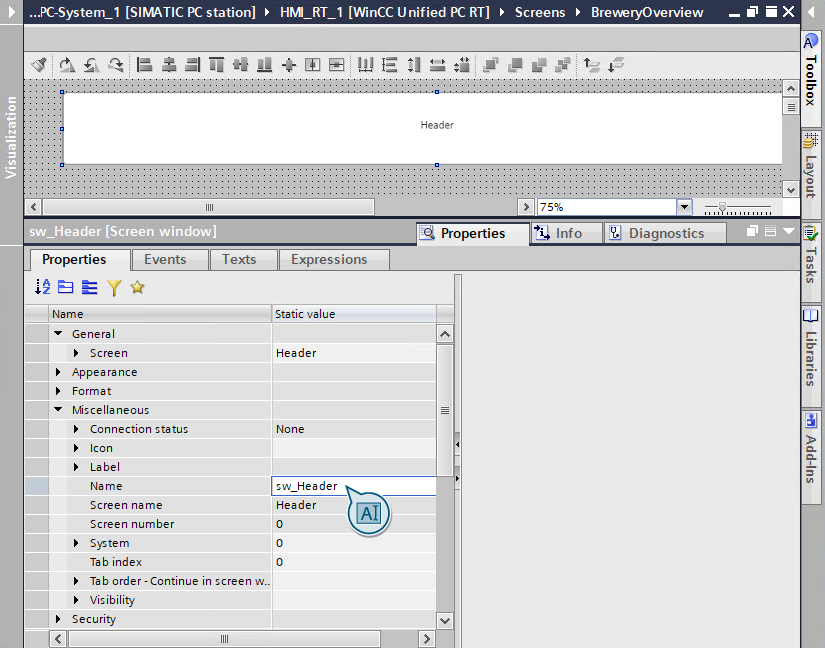 ...PC-System_1 [SIMATIC PC station] HMI_RT_1 [WinCC Unified PC RT] Screens BreweryOverview
Visualization
Header
75%
sw_Header [Screen window]
Properties
Info
Diagnostics
Properties
Events
Texts
Expressions
Name Static value
General
Screen Header
Appearance
Format
Miscellaneous
Connection status None
Icon
Label
Name sw_Header
Screen name Header
Screen number 0
System 0
Tab index 0
Tab order - Continue in screen w..
Visibility
Security
AI
Toolbox
Layout
Tasks
Libraries
Add-Ins